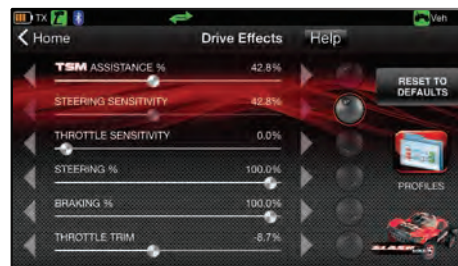 TX Veh
Home Drive Effects Help
TSM ASSISTANCE % 42.8%
STEERING SENSITIVITY 42.8%
THROTTLE SENSITIVITY 0.0%
STEERING % 100.0%
BRAKING % 100.0%
THROTTLE TRIM -8.7%
RESET TO
DEFAULTS
PROFILES
SLASH